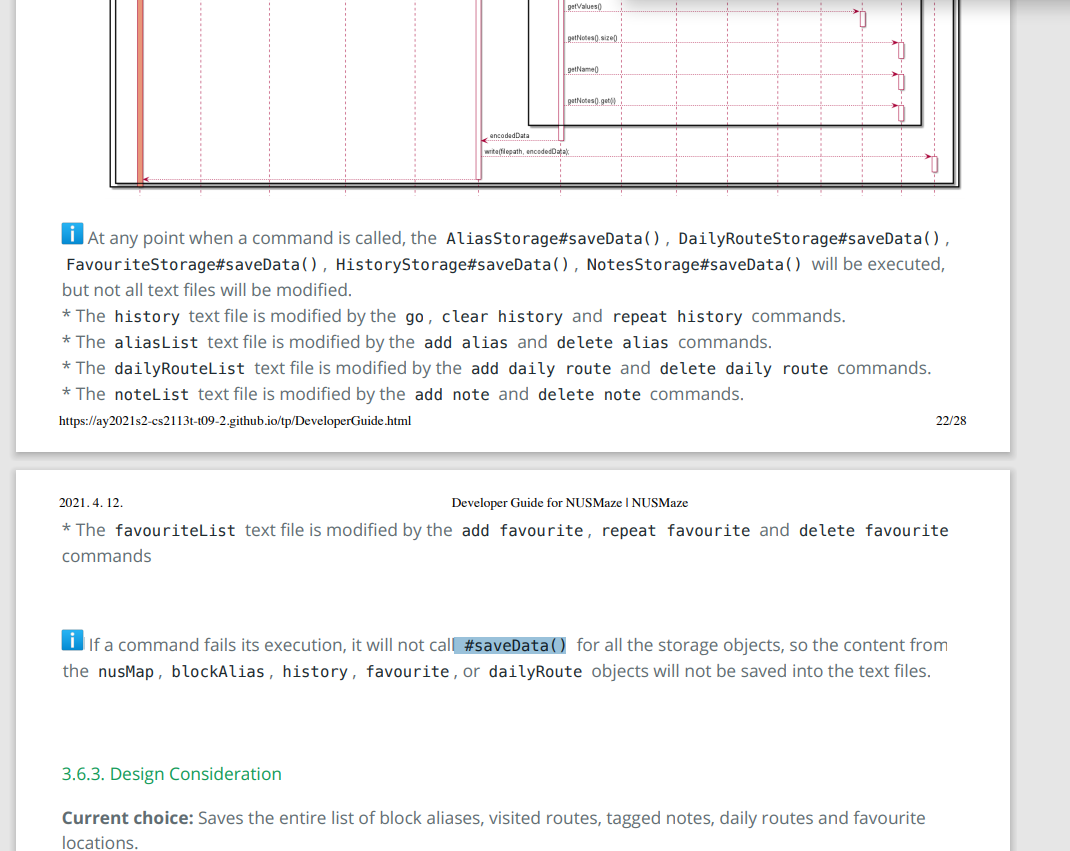 getValues()
getNotes().size()
getName()
getNotes().get(i)
encodedData
write(filepath, encodedData);
i At any point when a command is called, the AliasStorage#saveData() , DailyRouteStorage#saveData() ,
FavouriteStorage#saveData() , HistoryStorage#saveData() , NotesStorage#saveData() will be executed,
but not all text files will be modified.
* The history text file is modified by the go , clear history and repeat history commands.
* The aliasList text file is modified by the add alias and delete alias commands.
* The dailyRouteList text file is modified by the add daily route and delete daily route commands.
* The noteList text file is modified by the add note and delete note commands.
https://ay2021s2-cs2113t-t09-2.github.io/tp/DeveloperGuide.html 22/28
2021. 4. 12. Developer Guide for NUSMaze | NUSMaze
* The favouriteList text file is modified by the add favourite , repeat favourite and delete favourite
commands
i If a command fails its execution, it will not call #saveData() for all the storage objects, so the content from
the nusMap , blockAlias , history , favourite , or dailyRoute objects will not be saved into the text files.
3.6.3. Design Consideration
Current choice: Saves the entire list of block aliases, visited routes, tagged notes, daily routes and favourite
locations.